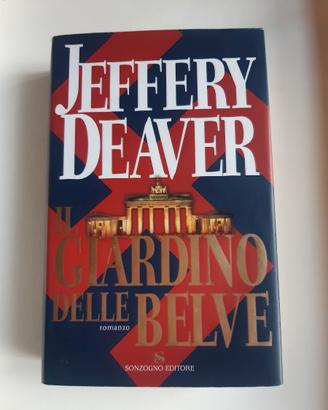 JEFFERY
DEAVER
IL
GIARDINO
DELLE
romanzo
BELVE
S
SONZOGNO EDITORE